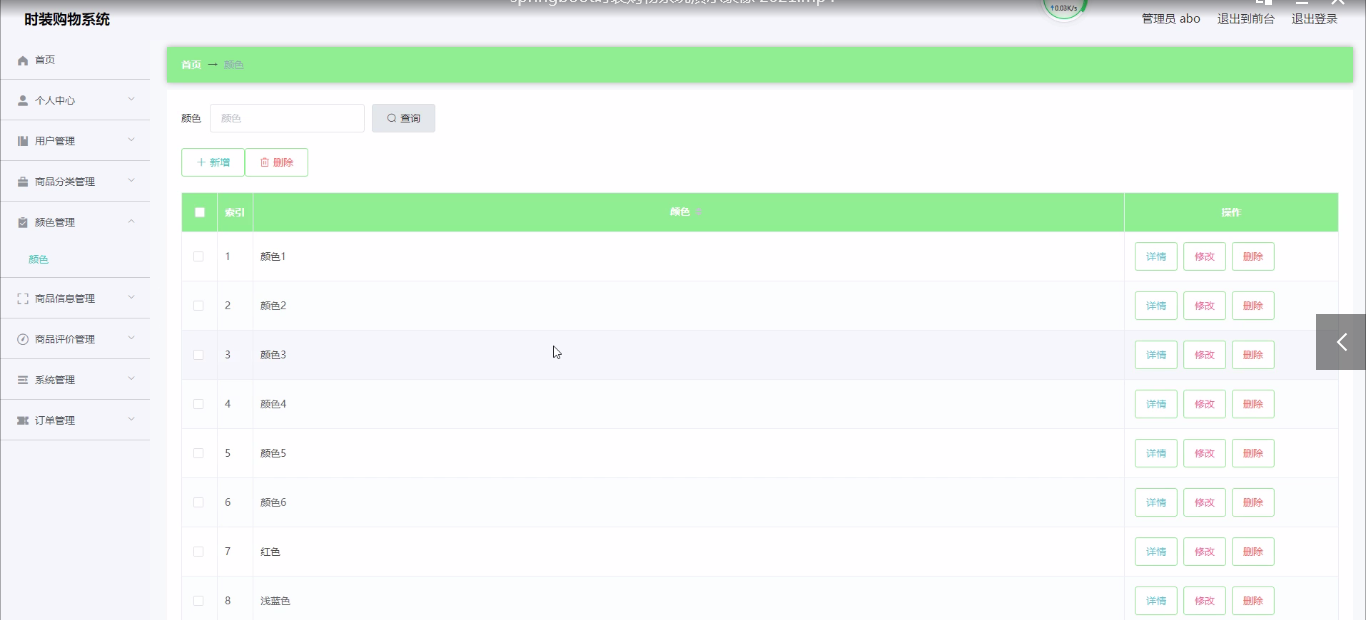 时装购物系统
↑0.03K/s
管理员 abo 退出到前台 退出登录
首页
个人中心
用户管理
商品分类管理
颜色管理
颜色
商品信息管理
商品评价管理
系统管理
订单管理
首页 → 颜色
颜色 颜色 查询
+ 新增 删除
索引 颜色 操作
1 颜色1 详情 修改 删除
2 颜色2 详情 修改 删除
3 颜色3 详情 修改 删除
4 颜色4 详情 修改 删除
5 颜色5 详情 修改 删除
6 颜色6 详情 修改 删除
7 红色 详情 修改 删除
8 浅蓝色 详情 修改 删除